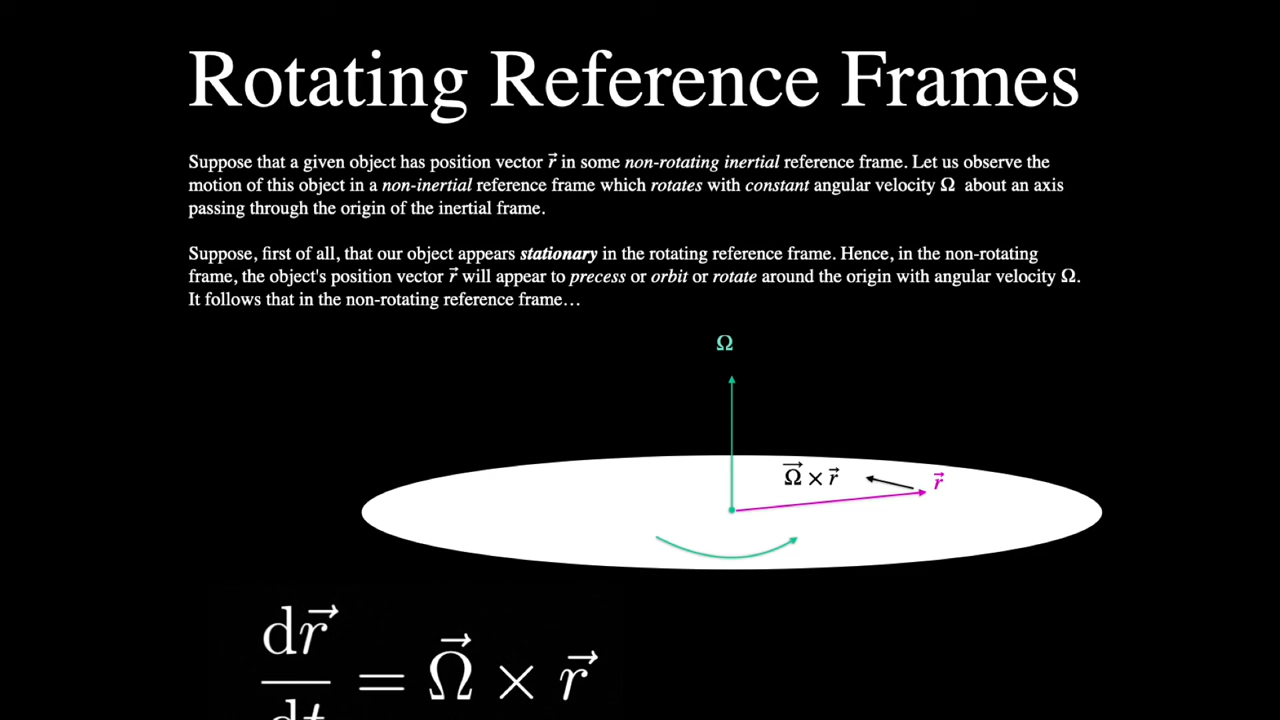 Rotating Reference Frames
Suppose that a given object has position vector r⃗ in some non-rotating inertial reference frame. Let us observe the
motion of this object in a non-inertial reference frame which rotates with constant angular velocity Ω about an axis
passing through the origin of the inertial frame.
Suppose, first of all, that our object appears stationary in the rotating reference frame. Hence, in the non-rotating
frame, the object's position vector r⃗ will appear to precess or orbit or rotate around the origin with angular velocity Ω.
It follows that in the non-rotating reference frame…
Ω
Ω⃗ × r⃗
r⃗
dr⃗/dt = Ω⃗ × r⃗